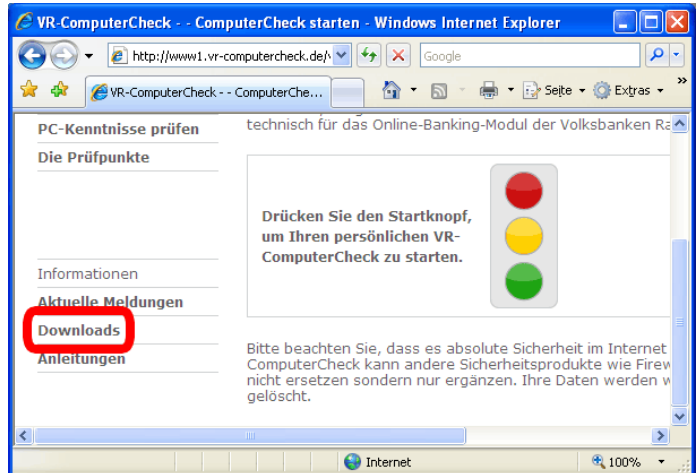 VR-ComputerCheck - - ComputerCheck starten - Windows Internet Explorer
http://www1.vr-computercheck.de/
Google
VR-ComputerCheck - - ComputerChe...
Seite
Extras
»
PC-Kenntnisse prüfen
Die Prüfpunkte
Informationen
Aktuelle Meldungen
Downloads
Anleitungen
technisch für das Online-Banking-Modul der Volksbanken
Drücken Sie den Startknopf,
um Ihren persönlichen VR-
ComputerCheck zu starten.
Bitte beachten Sie, dass es absolute Sicherheit im Internet
ComputerCheck kann andere Sicherheitsprodukte wie Firew
nicht ersetzen sondern nur ergänzen. Ihre Daten werden
gelöscht.
Internet
100%